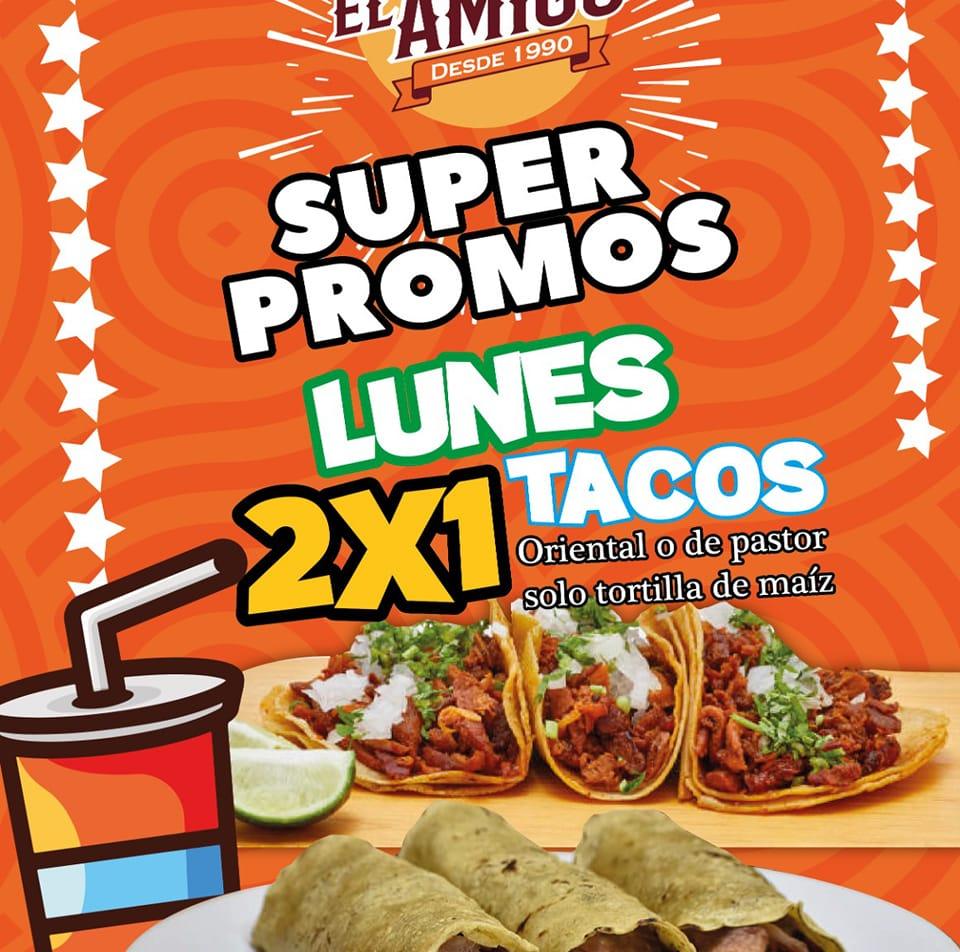 EL AMIGO
DESDE 1990
SUPER
PROMOS
LUNES
2X1 TACOS
Oriental o de pastor
solo tortilla de maíz